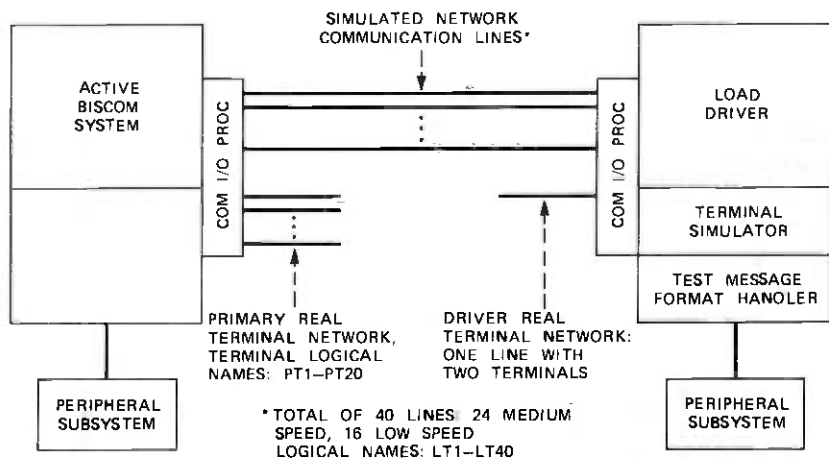 SIMULATED NETWORK
COMMUNICATION LINES*
ACTIVE
BISCOM
SYSTEM
COM I/O PROC
COM I/O PROC
LOAD
DRIVER
TERMINAL
SIMULATOR
TEST MESSAGE
FORMAT HANDLER
PRIMARY REAL
TERMINAL NETWORK,
TERMINAL LOGICAL
NAMES: PT1–PT20
DRIVER REAL
TERMINAL NETWORK:
ONE LINE WITH
TWO TERMINALS
PERIPHERAL
SUBSYSTEM
PERIPHERAL
SUBSYSTEM
*TOTAL OF 40 LINES: 24 MEDIUM
SPEED, 16 LOW SPEED
LOGICAL NAMES: LT1–LT40